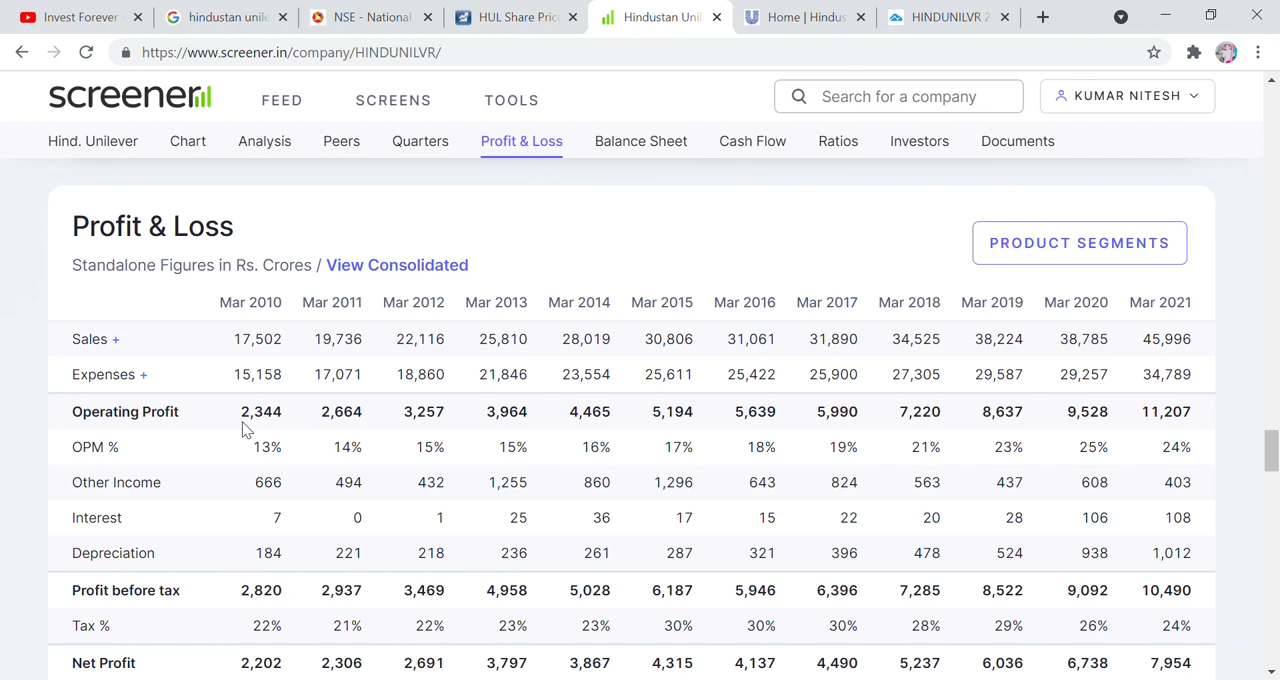 Invest Forever
hindustan unile
NSE - National
HUL Share Pric
Hindustan Unil
Home | Hindus
HINDUNILVR 2
https://www.screener.in/company/HINDUNILVR/
screener
FEED
SCREENS
TOOLS
Search for a company
KUMAR NITESH
Hind. Unilever
Chart
Analysis
Peers
Quarters
Profit & Loss
Balance Sheet
Cash Flow
Ratios
Investors
Documents
Profit & Loss
Standalone Figures in Rs. Crores / View Consolidated
PRODUCT SEGMENTS
Mar 2010 Mar 2011 Mar 2012 Mar 2013 Mar 2014 Mar 2015 Mar 2016 Mar 2017 Mar 2018 Mar 2019 Mar 2020 Mar 2021
Sales + 17,502 19,736 22,116 25,810 28,019 30,806 31,061 31,890 34,525 38,224 38,785 45,996
Expenses + 15,158 17,071 18,860 21,846 23,554 25,611 25,422 25,900 27,305 29,587 29,257 34,789
Operating Profit 2,344 2,664 3,257 3,964 4,465 5,194 5,639 5,990 7,220 8,637 9,528 11,207
OPM % 13% 14% 15% 15% 16% 17% 18% 19% 21% 23% 25% 24%
Other Income 666 494 432 1,255 860 1,296 643 824 563 437 608 403
Interest 7 0 1 25 36 17 15 22 20 28 106 108
Depreciation 184 221 218 236 261 287 321 396 478 524 938 1,012
Profit before tax 2,820 2,937 3,469 4,958 5,028 6,187 5,946 6,396 7,285 8,522 9,092 10,490
Tax % 22% 21% 22% 23% 23% 30% 30% 30% 28% 29% 26% 24%
Net Profit 2,202 2,306 2,691 3,797 3,867 4,315 4,137 4,490 5,237 6,036 6,738 7,954